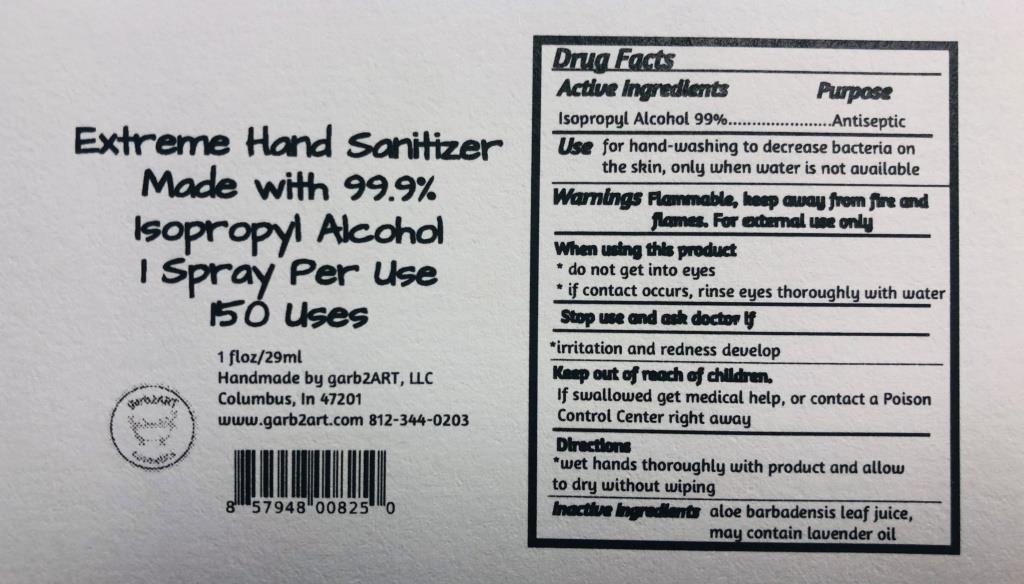 Extreme Hand Sanitizer
Made with 99.9%
Isopropyl Alcohol
1 Spray Per Use
150 Uses
1 floz/29ml
Handmade by garb2ART, LLC
Columbus, In 47201
www.garb2art.com 812-344-0203
garb2ART
Cosmetics
8 57948 00825 0
Drug Facts
Active Ingredients Purpose
Isopropyl Alcohol 99%.....................Antiseptic
Use for hand-washing to decrease bacteria on
the skin, only when water is not available
Warnings Flammable, keep away from fire and
flames. For external use only
When using this product
* do not get into eyes
* if contact occurs, rinse eyes thoroughly with water
Stop use and ask doctor if
*irritation and redness develop
Keep out of reach of children.
If swallowed get medical help, or contact a Poison
Control Center right away
Directions
*wet hands thoroughly with product and allow
to dry without wiping
Inactive Ingredients aloe barbadensis leaf juice,
may contain lavender oil